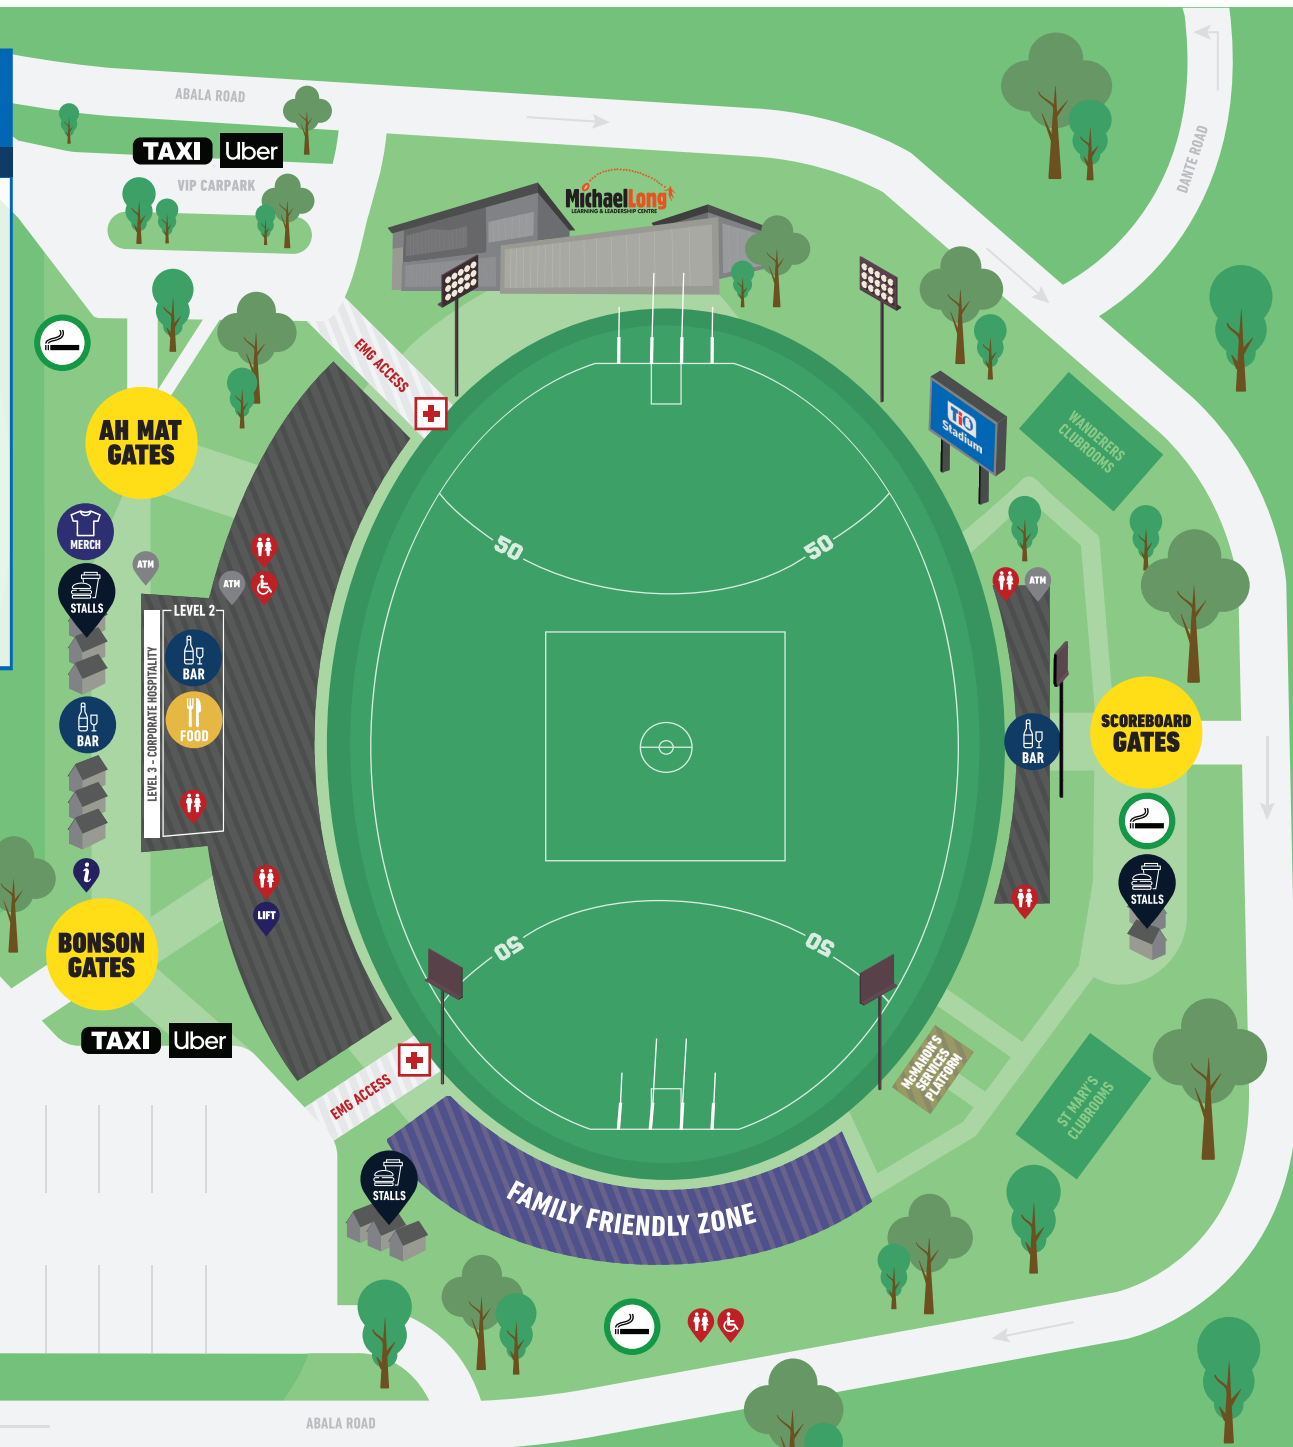 ABALA ROAD
TAXI
Uber
VIP CARPARK
DANTE ROAD
MichaelLong
LEARNING & LEADERSHIP CENTRE
EMG ACCESS
AH MAT
GATES
TiO
Stadium
WANDERERS
CLUBROOMS
MERCH
ATM
STALLS
ATM
50
50
ATM
LEVEL 2
BAR
FOOD
LEVEL 3 - CORPORATE HOSPITALITY
BAR
BAR
SCOREBOARD
GATES
i
STALLS
LIFT
BONSON
GATES
50
50
TAXI
Uber
EMG ACCESS
McMAHON'S
SERVICES
PLATFORM
ST MARY'S
CLUBROOMS
STALLS
FAMILY FRIENDLY ZONE
ABALA ROAD